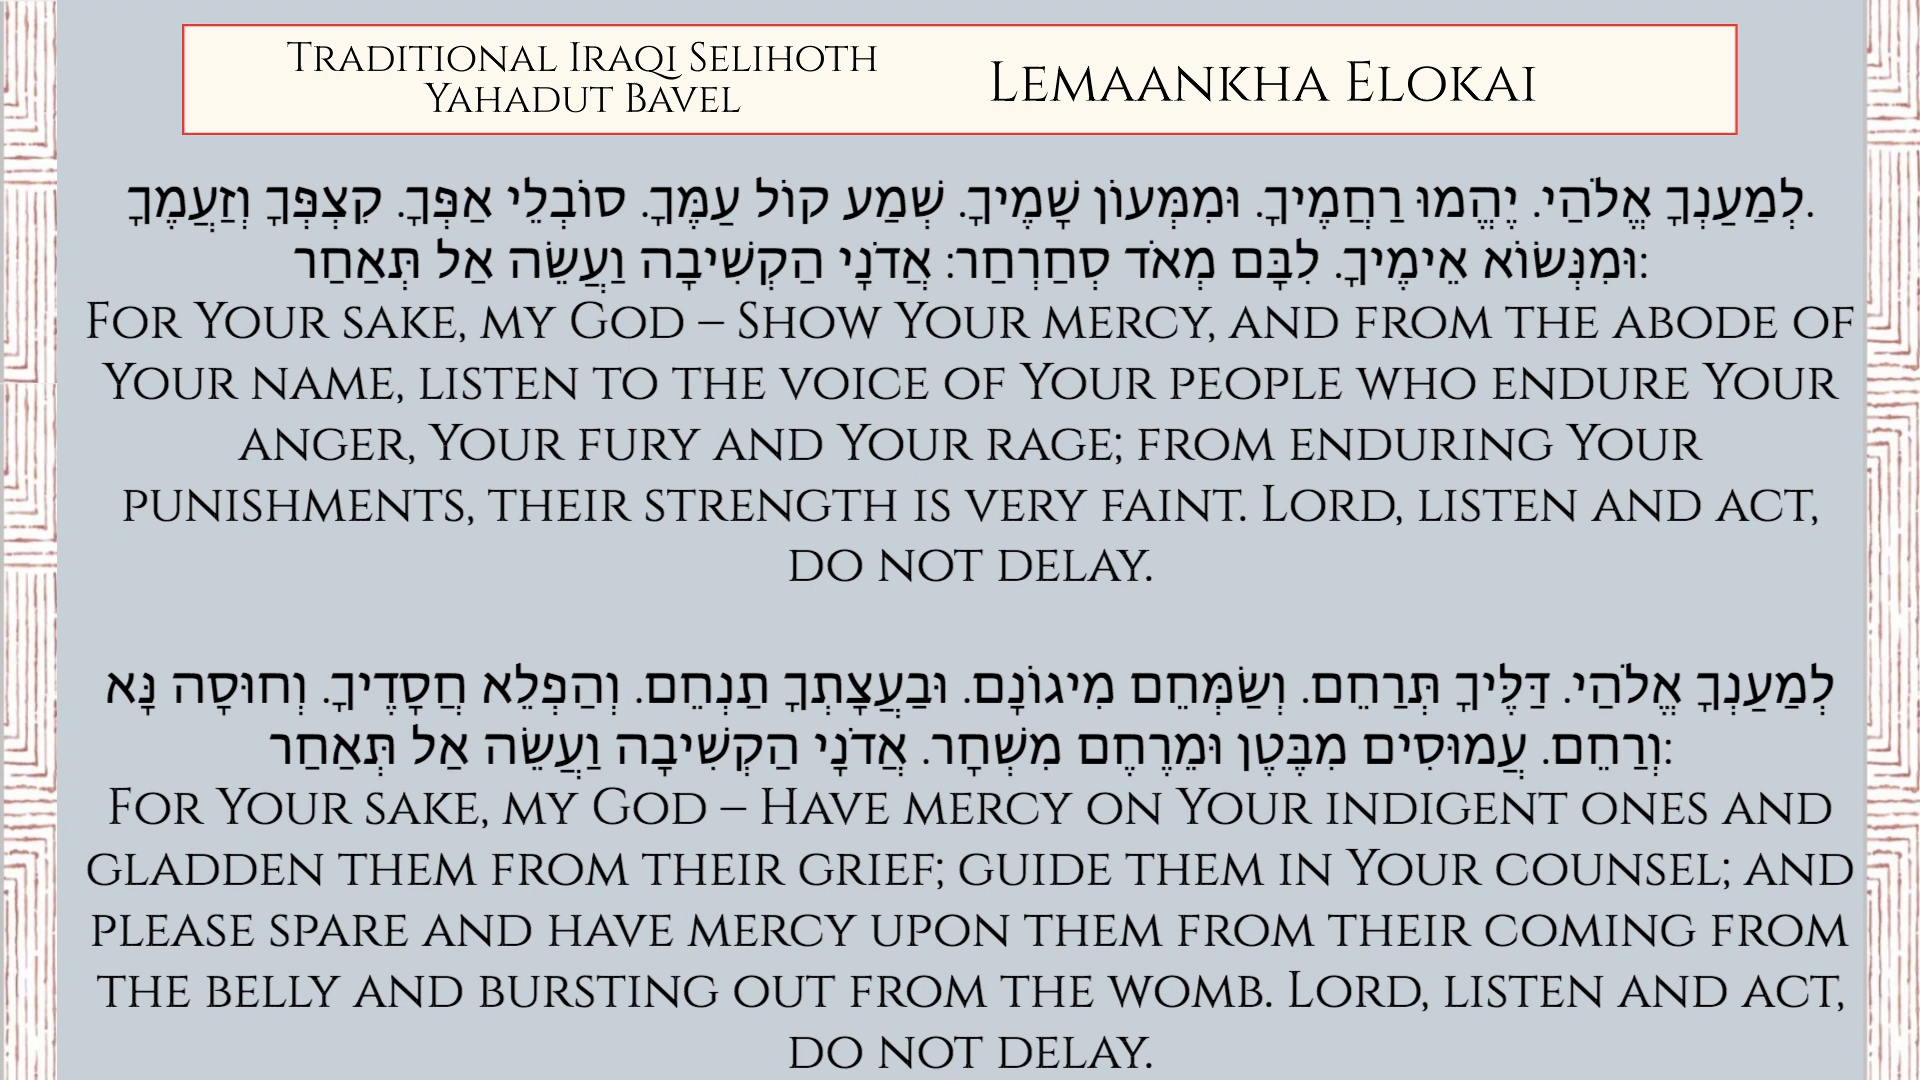 Traditional Iraqi Selihoth
Yahadut Bavel
Lemaankha Elokai
לְמַעַנְךָ אֱלֹהַי. יֶהֱמוּ רַחֲמֶיךָ. וּמִמְּעוֹן שָׁמֶיךָ. שְׁמַע קוֹל עַמֶּךָ. סוֹבְלֵי אַפְּךָ. קִצְפְּךָ וְזַעֲמֶךָ.
וּמִנְּשׂוֹא אֵימֶיךָ. לִבָּם מְאֹד סְחַרְחַר: אֲדֹנָי הַקְשִׁיבָה וַעֲשֵׂה אַל תְּאַחַר:
For Your sake, my God – Show Your mercy, and from the abode of
Your name, listen to the voice of Your people who endure Your
anger, Your fury and Your rage; from enduring Your
punishments, their strength is very faint. Lord, listen and act,
do not delay.
לְמַעַנְךָ אֱלֹהַי. דַּלֶּיךָ תְּרַחֵם. וְשַׂמְּחֵם מִיגוֹנָם. וּבַעֲצָתְךָ תַנְחֵם. וְהַפְלֵא חֲסָדֶיךָ. וְחוּסָה נָּא
וְרַחֵם. עֲמוּסִים מִבֶּטֶן וּמֵרֶחֶם מִשְׁחָר. אֲדֹנָי הַקְשִׁיבָה וַעֲשֵׂה אַל תְּאַחַר:
For Your sake, my God – Have mercy on Your indigent ones and
gladden them from their grief; guide them in Your counsel; and
please spare and have mercy upon them from their coming from
the belly and bursting out from the womb. Lord, listen and act,
do not delay.